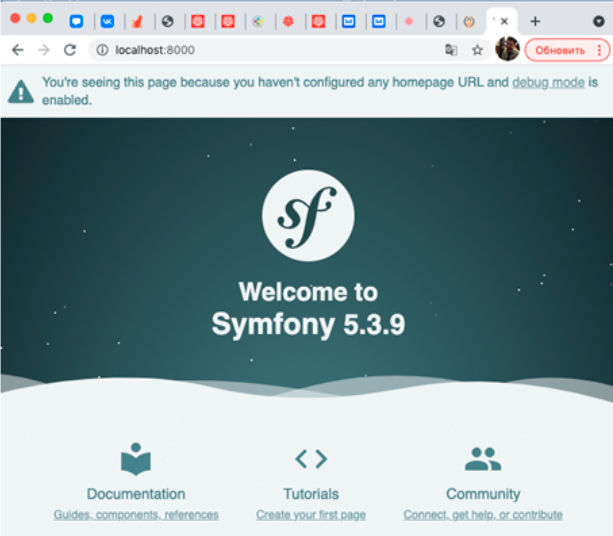 localhost:8000
Обновить
You're seeing this page because you haven't configured any homepage URL and debug mode is
enabled.
sf
Welcome to
Symfony 5.3.9
Documentation
Guides, components, references
Tutorials
Create your first page
Community
Connect, get help, or contribute